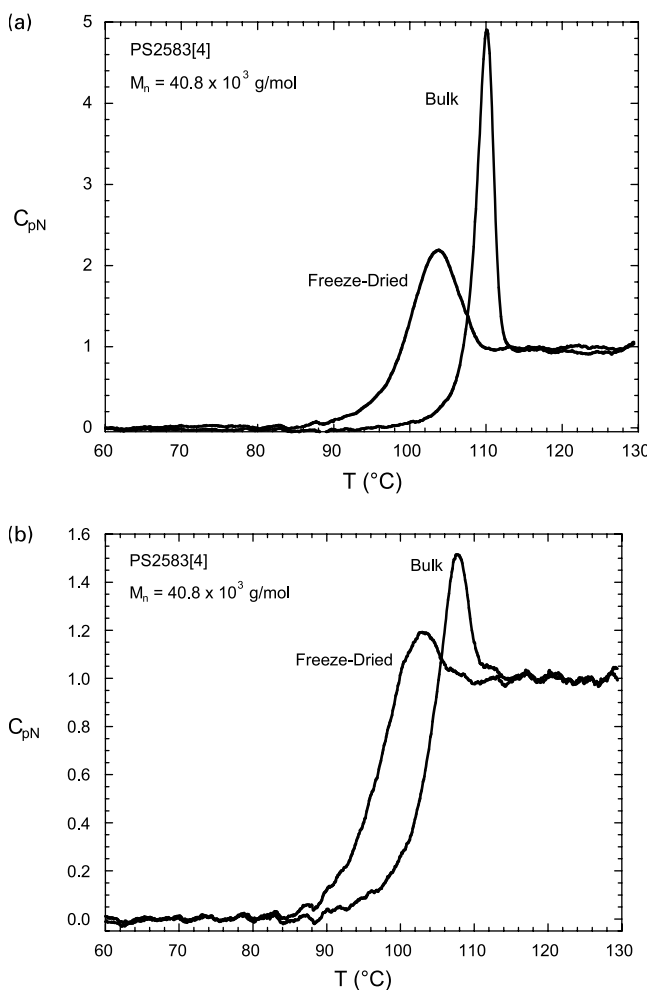 (a)
PS2583[4]
Mₙ = 40.8 x 10³ g/mol
Bulk
Freeze-Dried
CpN
5
4
3
2
1
0
60 70 80 90 100 110 120 130
T (°C)
(b)
PS2583[4]
Mₙ = 40.8 x 10³ g/mol
Bulk
Freeze-Dried
CpN
1.6
1.4
1.2
1.0
0.8
0.6
0.4
0.2
0.0
60 70 80 90 100 110 120 130
T (°C)